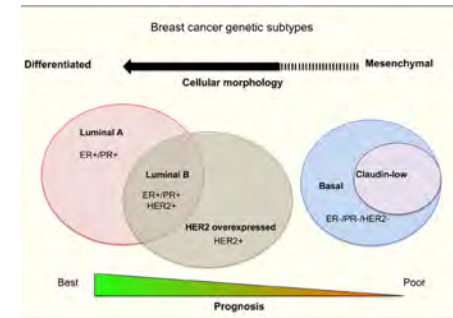 Breast cancer genetic subtypes
Differentiated
Mesenchymal
Cellular morphology
Luminal A
ER+/PR+
Luminal B
ER+/PR+
HER2+
HER2 overexpressed
HER2+
Claudin-low
Basal
ER-/PR-/HER2-
Best
Poor
Prognosis